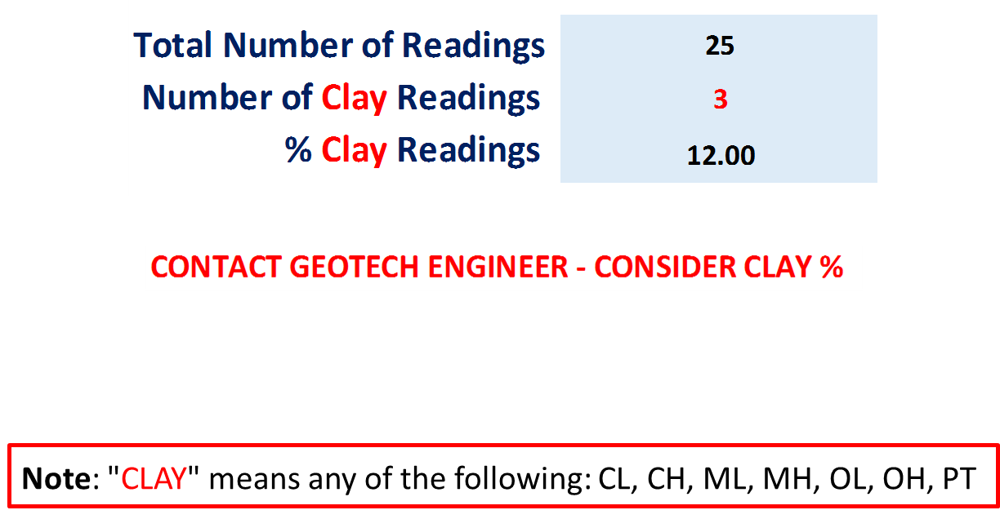 Total Number of Readings 25
Number of Clay Readings 3
% Clay Readings 12.00
CONTACT GEOTECH ENGINEER - CONSIDER CLAY %
Note: "CLAY" means any of the following: CL, CH, ML, MH, OL, OH, PT